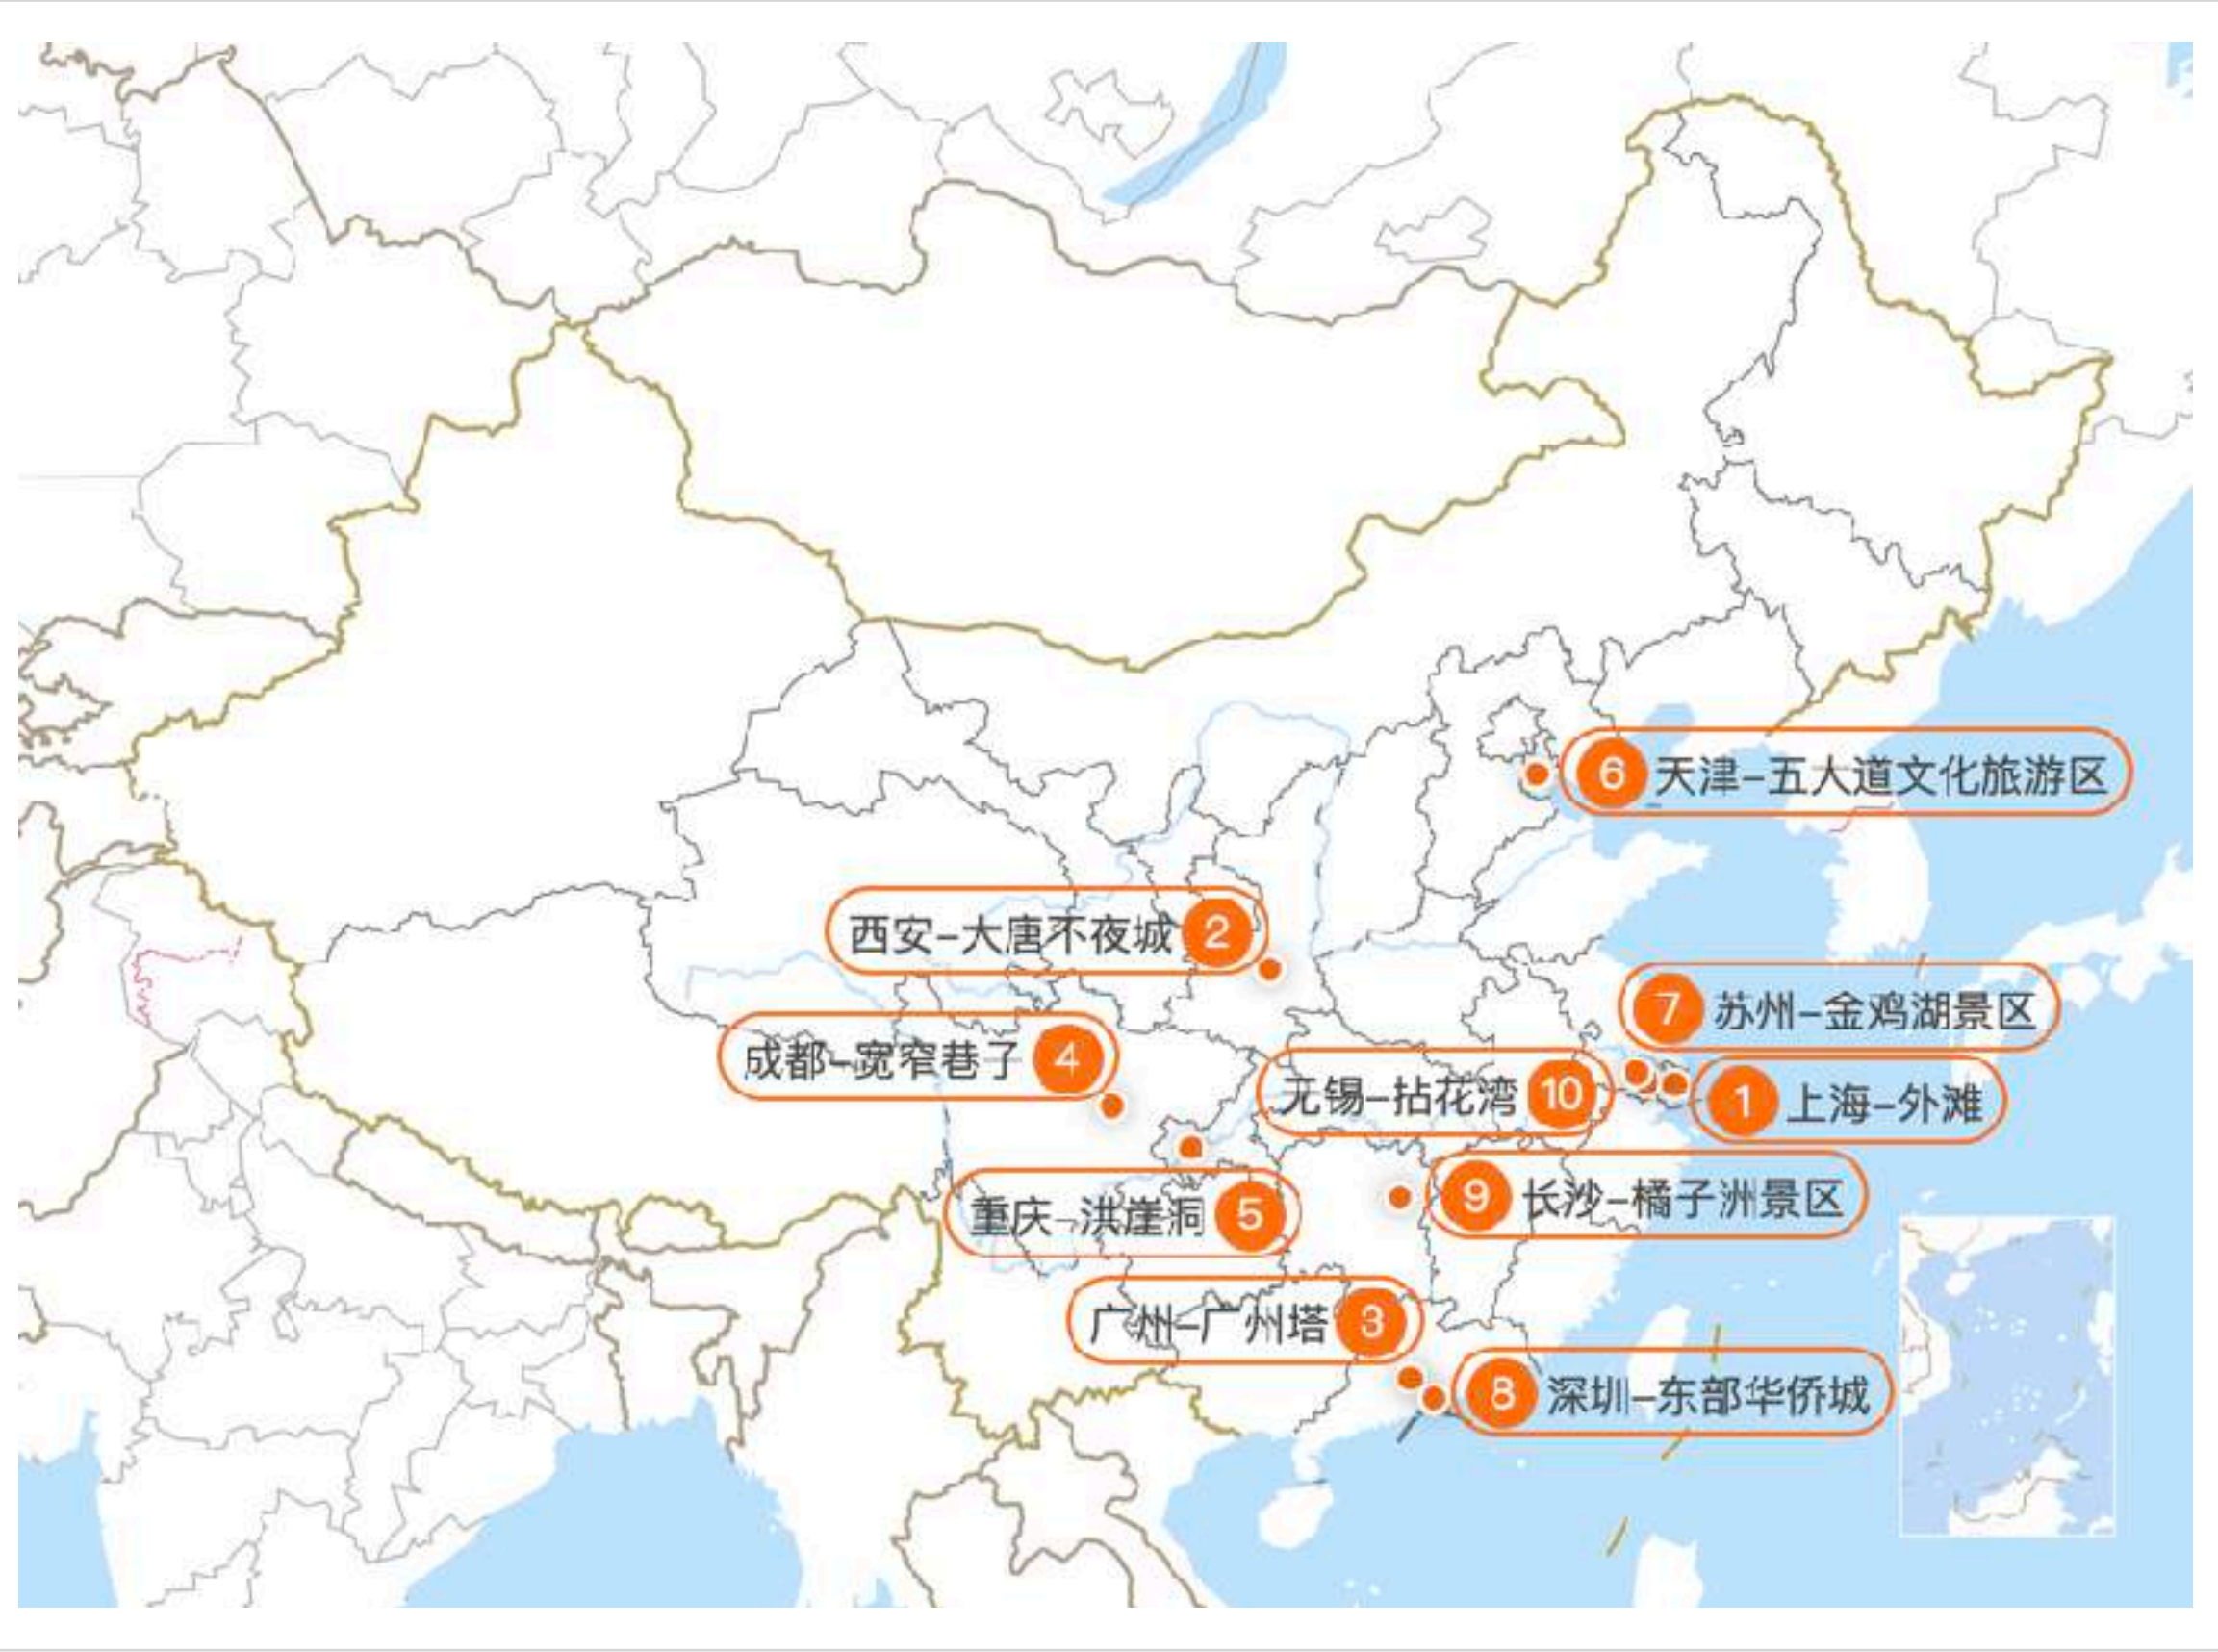 6 天津-五大道文化旅游区
西安-大唐不夜城 2
7 苏州-金鸡湖景区
成都-宽窄巷子 4
无锡-拈花湾 10
1 上海-外滩
9 长沙-橘子洲景区
重庆-洪崖洞 5
广州-广州塔 3
8 深圳-东部华侨城